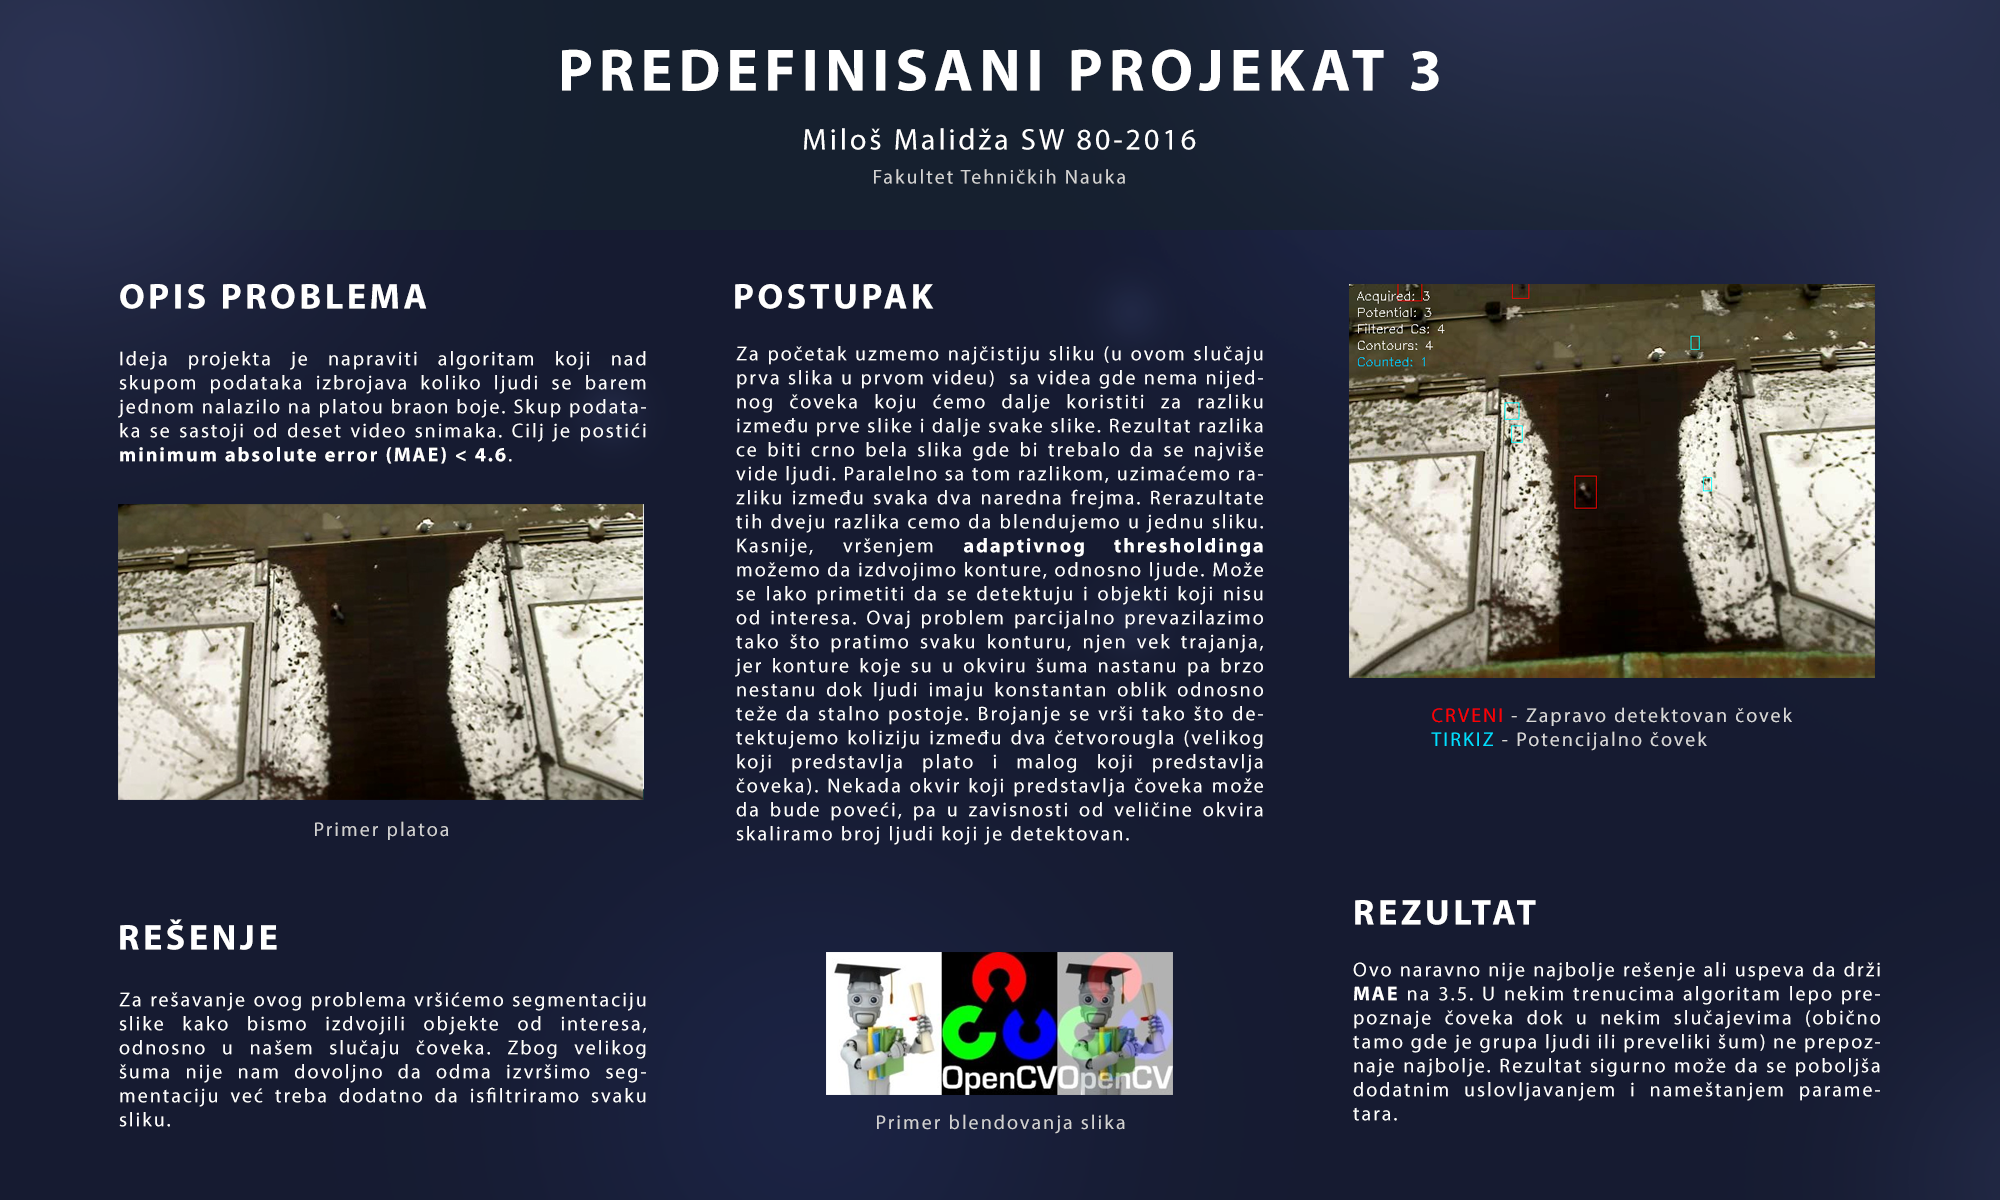 PREDEFINISANI PROJEKAT 3
Miloš Malidža SW 80-2016
Fakultet Tehničkih Nauka
OPIS PROBLEMA
Ideja projekta je napraviti algoritam koji nad
skupom podataka izbrojava koliko ljudi se barem
jednom nalazilo na platou braon boje. Skup podata-
ka se sastoji od deset video snimaka. Cilj je postići
minimum absolute error (MAE) < 4.6.
Primer platoa
REŠENJE
Za rešavanje ovog problema vršićemo segmentaciju
slike kako bismo izdvojili objekte od interesa,
odnosno u našem slučaju čoveka. Zbog velikog
šuma nije nam dovoljno da odma izvršimo seg-
mentaciju već treba dodatno da isfiltriramo svaku
sliku.
POSTUPAK
Za početak uzmemo najčistiju sliku (u ovom slučaju
prva slika u prvom videu)  sa videa gde nema nijed-
nog čoveka koju ćemo dalje koristiti za razliku
između prve slike i dalje svake slike. Rezultat razlika
ce biti crno bela slika gde bi trebalo da se najviše
vide ljudi. Paralelno sa tom razlikom, uzimaćemo ra-
zliku između svaka dva naredna frejma. Rerazultate
tih dveju razlika cemo da blendujemo u jednu sliku.
Kasnije, vršenjem adaptivnog thresholdinga
možemo da izdvojimo konture, odnosno ljude. Može
se lako primetiti da se detektuju i objekti koji nisu
od interesa. Ovaj problem parcijalno prevazilazimo
tako što pratimo svaku konturu, njen vek trajanja,
jer konture koje su u okviru šuma nastanu pa brzo
nestanu dok ljudi imaju konstantan oblik odnosno
teže da stalno postoje. Brojanje se vrši tako što de-
tektujemo koliziju između dva četvorougla (velikog
koji predstavlja plato i malog koji predstavlja
čoveka). Nekada okvir koji predstavlja čoveka može
da bude poveći, pa u zavisnosti od veličine okvira
skaliramo broj ljudi koji je detektovan.
OpenCV OpenCV
Primer blendovanja slika
Acquired: 3
Potential: 3
Filtered Cs: 4
Contours: 4
Counted: 1
CRVENI - Zapravo detektovan čovek
TIRKIZ - Potencijalno čovek
REZULTAT
Ovo naravno nije najbolje rešenje ali uspeva da drži
MAE na 3.5. U nekim trenucima algoritam lepo pre-
poznaje čoveka dok u nekim slučajevima (obično
tamo gde je grupa ljudi ili preveliki šum) ne prepoz-
naje najbolje. Rezultat sigurno može da se poboljša
dodatnim uslovljavanjem i nameštanjem parame-
tara.